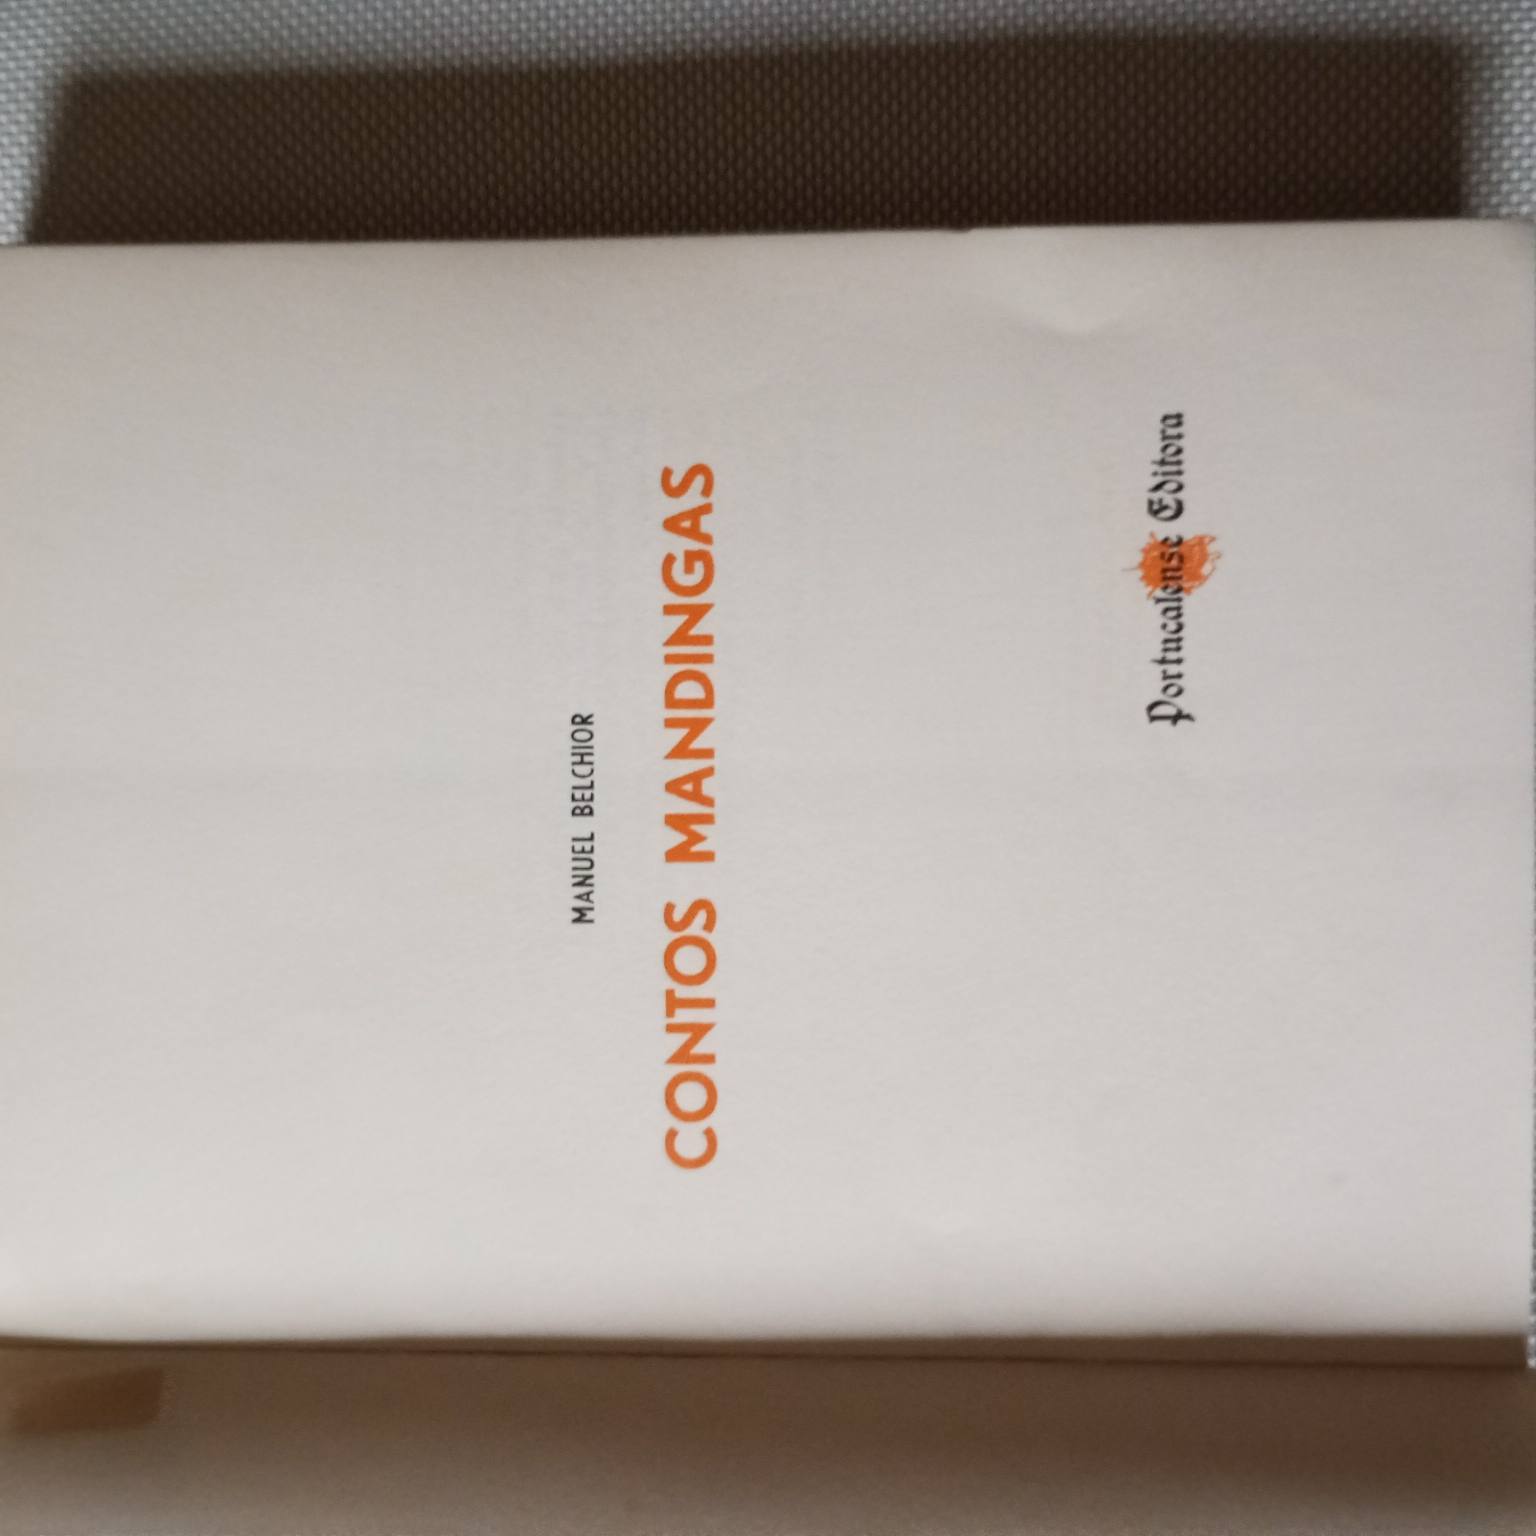 MANUEL BELCHIOR
CONTOS MANDINGAS
Portucalense Editora